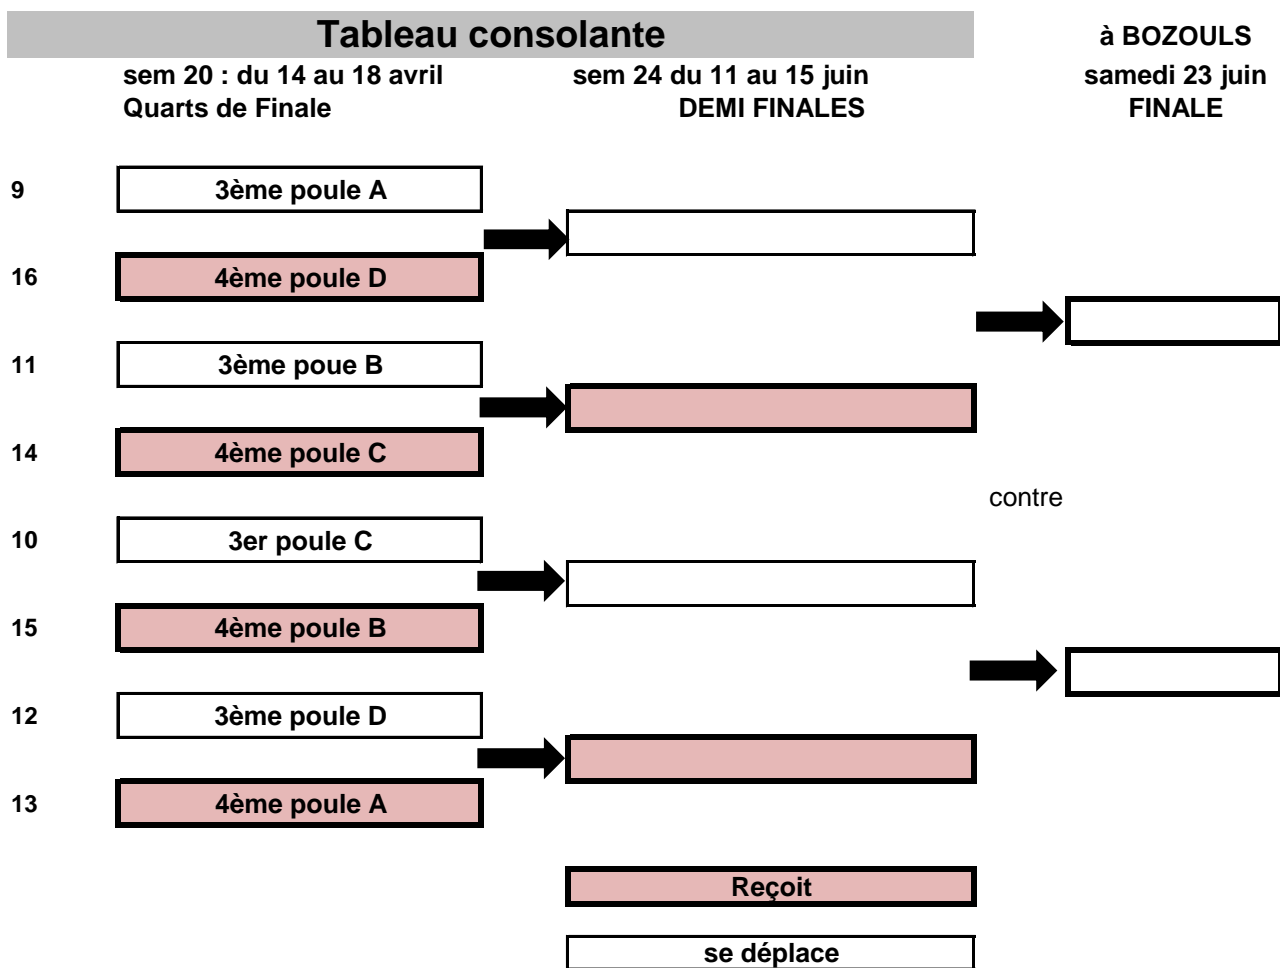 Tableau consolante
à BOZOULS
sem 20 : du 14 au 18 avril
sem 24 du 11 au 15 juin
samedi 23 juin
Quarts de Finale
DEMI FINALES
FINALE
9
3ème poule A
16
4ème poule D
11
3ème poue B
14
4ème poule C
contre
10
3er poule C
15
4ème poule B
12
3ème poule D
13
4ème poule A
Reçoit
se déplace